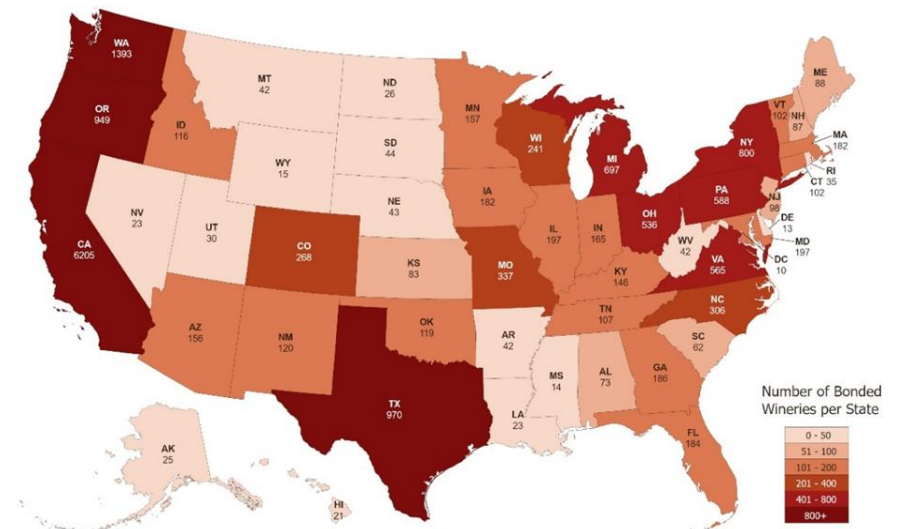 WA
1393
OR
949
CA
6205
ID
116
NV
23
MT
42
WY
15
UT
30
AZ
156
CO
268
NM
120
ND
26
SD
44
NE
43
KS
83
OK
119
TX
970
MN
157
IA
182
MO
337
AR
42
LA
23
WI
241
IL
197
IN
165
MI
697
OH
536
KY
146
TN
107
MS
14
AL
73
GA
186
FL
184
SC
62
NC
306
VA
565
WV
42
PA
588
NY
800
VT
102
NH
87
ME
88
MA
182
RI 35
CT
102
NJ
98
DE
13
MD
197
DC
10
AK
25
HI
21
Number of Bonded
Wineries per State
0 - 50
51 - 100
101 - 200
201 - 400
401 - 800
800+